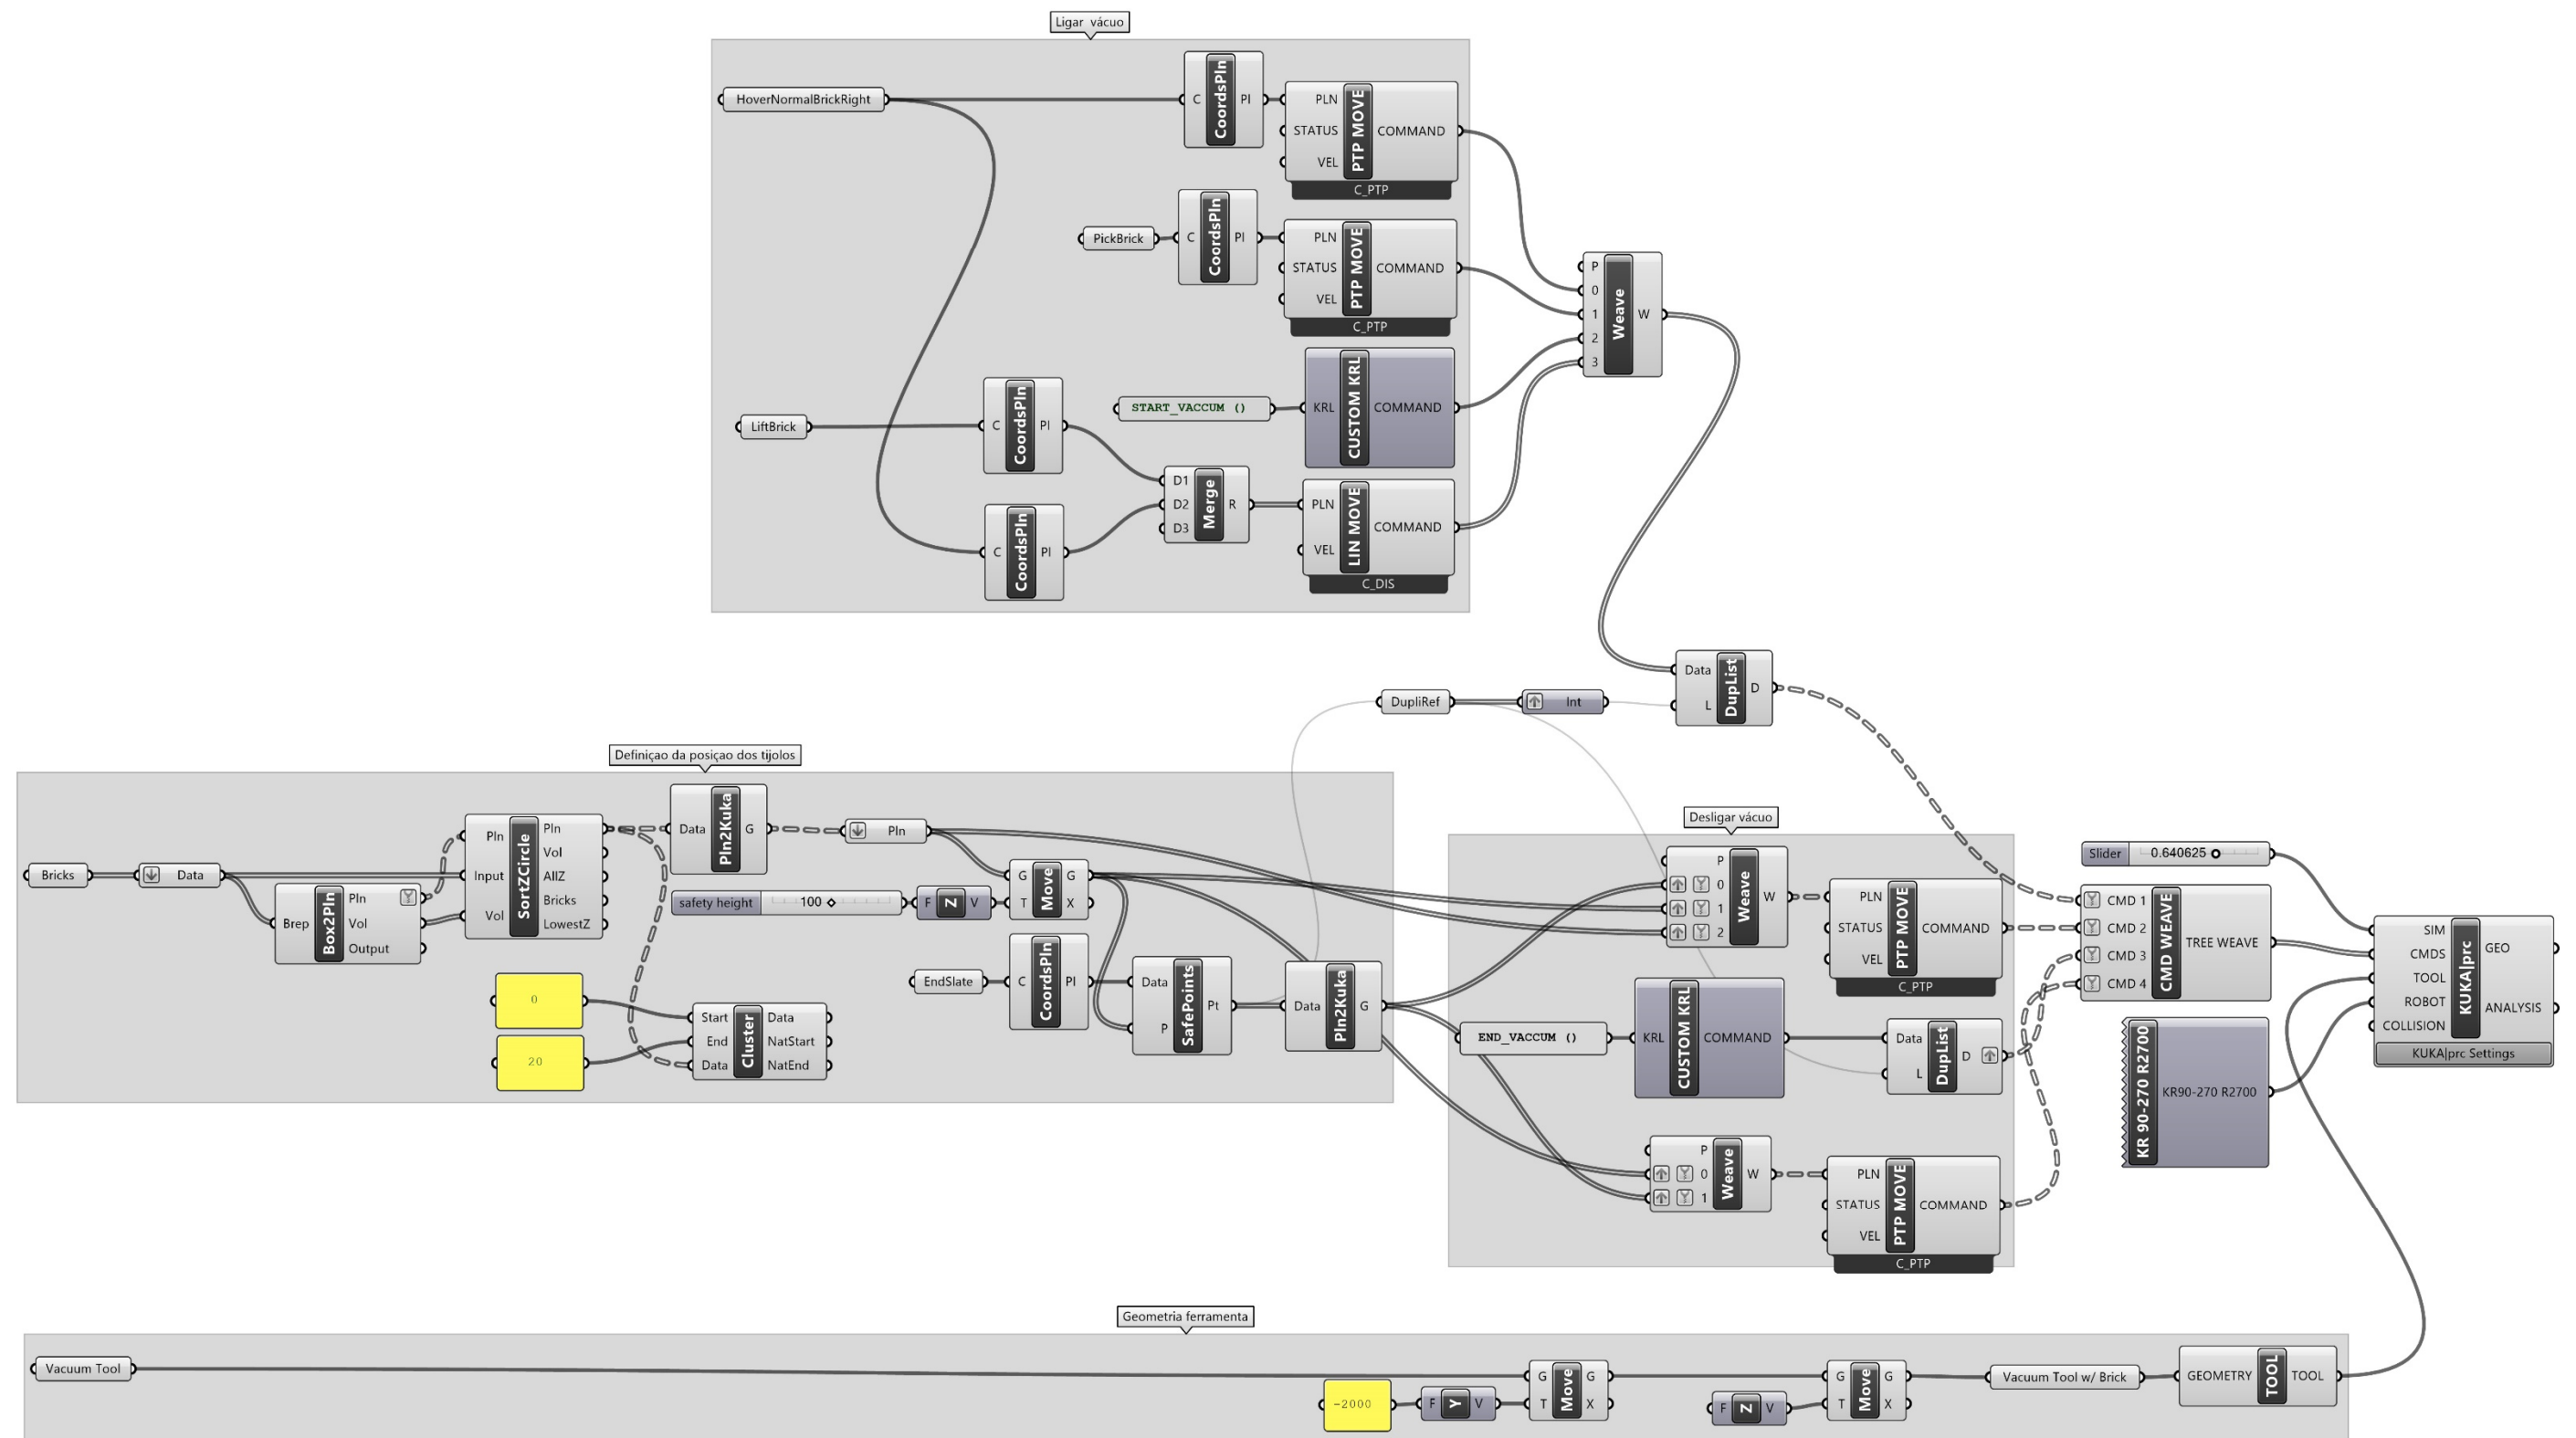 Ligar vácuo
HoverNormalBrickRight
C CoordsPln Pl
PLN
STATUS
VEL
PTP MOVE
COMMAND
C_PTP
PickBrick
C CoordsPln Pl
PLN
STATUS
VEL
PTP MOVE
COMMAND
C_PTP
P
0
1
2
3
Weave
W
START_VACCUM ()
KRL CUSTOM KRL COMMAND
LiftBrick
C CoordsPln Pl
C CoordsPln Pl
D1
D2
D3
Merge
R
PLN
VEL
LIN MOVE
COMMAND
C_DIS
Data
L
DupList
D
DupliRef
Int
Definiçao da posiçao dos tijolos
Bricks
Data
Brep
Box2Pln
Pln
Vol
Output
Pln
Input
Vol
SortZCircle
Pln
Vol
AllZ
Bricks
LowestZ
Data Pln2Kuka G
Pln
safety height 100
F Z V
G
T
Move
G
X
0
20
Start
End
Data
Cluster
Data
NatStart
NatEnd
EndSlate
C CoordsPln Pl
Data
P
SafePoints
Pt
Data Pln2Kuka G
Desligar vácuo
P
0
1
2
Weave
W
PLN
STATUS
VEL
PTP MOVE
COMMAND
C_PTP
END_VACCUM ()
KRL CUSTOM KRL COMMAND
Data
L
DupList
D
P
0
1
Weave
W
PLN
STATUS
VEL
PTP MOVE
COMMAND
C_PTP
Slider 0.640625
CMD 1
CMD 2
CMD 3
CMD 4
CMD WEAVE
TREE WEAVE
KR 90-270 R2700
KR90-270 R2700
SIM
CMDS
TOOL
ROBOT
COLLISION
KUKA|prc
GEO
ANALYSIS
KUKA|prc Settings
Geometria ferramenta
Vacuum Tool
-2000
F Y V
G
T
Move
G
X
F Z V
G
T
Move
G
X
Vacuum Tool w/ Brick
GEOMETRY TOOL TOOL